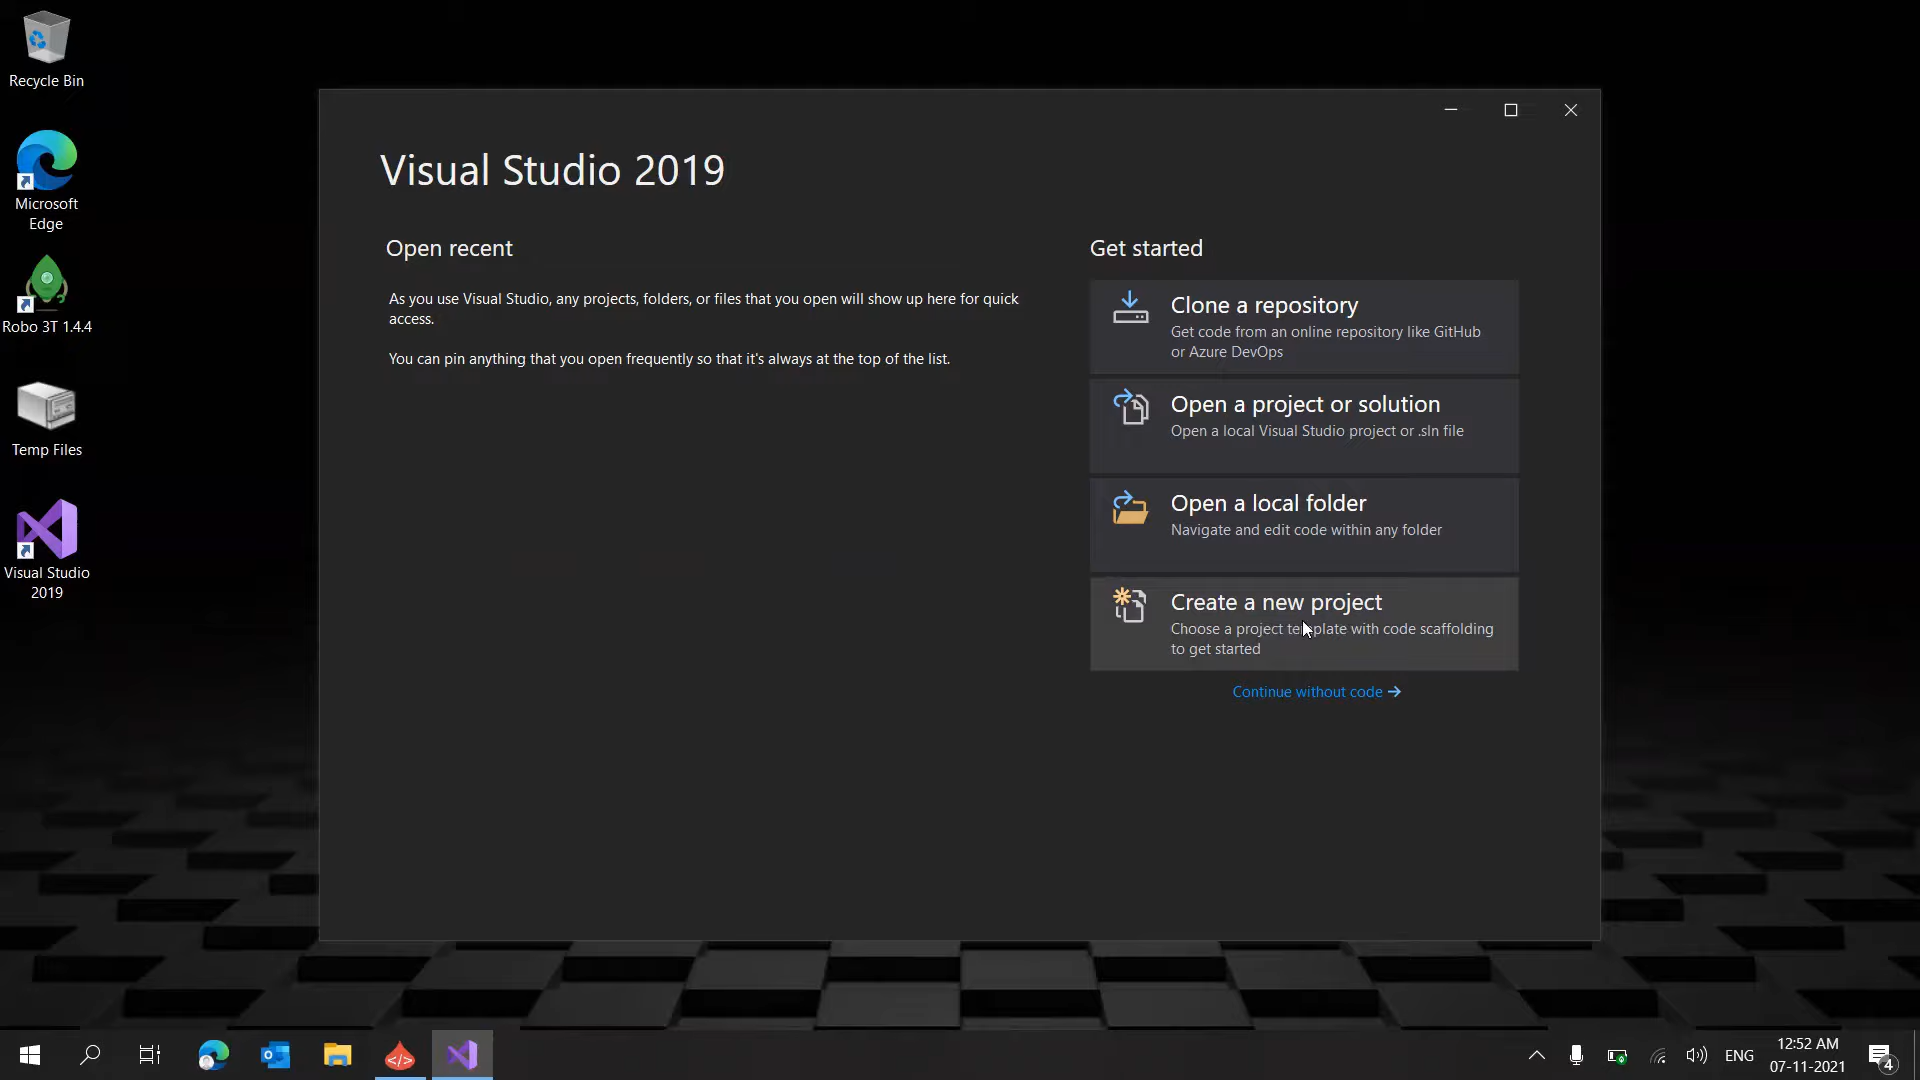 Recycle Bin
Microsoft
Edge
Robo 3T 1.4.4
Temp Files
Visual Studio
2019
Visual Studio 2019
Open recent
As you use Visual Studio, any projects, folders, or files that you open will show up here for quick
access.
You can pin anything that you open frequently so that it's always at the top of the list.
Get started
Clone a repository
Get code from an online repository like GitHub
or Azure DevOps
Open a project or solution
Open a local Visual Studio project or .sln file
Open a local folder
Navigate and edit code within any folder
Create a new project
Choose a project template with code scaffolding
to get started
Continue without code →
ENG
12:52 AM
07-11-2021
4